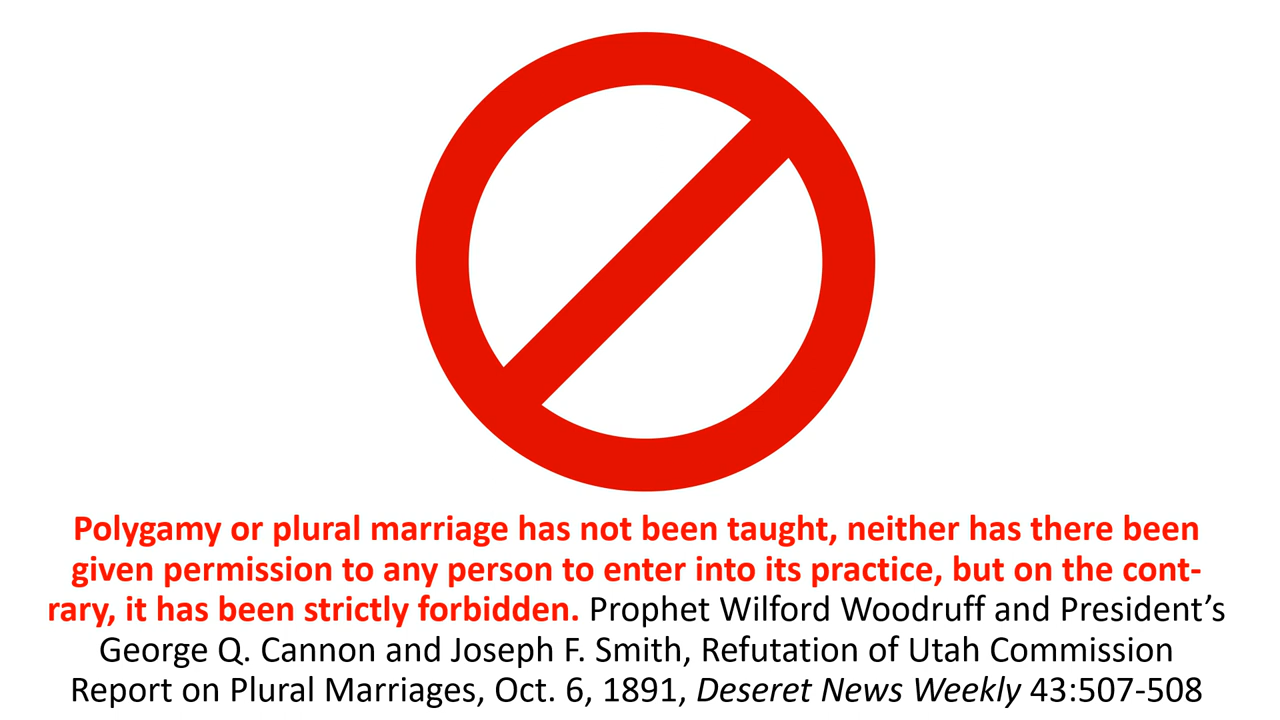 Polygamy or plural marriage has not been taught, neither has there been
given permission to any person to enter into its practice, but on the cont-
rary, it has been strictly forbidden. Prophet Wilford Woodruff and President’s
George Q. Cannon and Joseph F. Smith, Refutation of Utah Commission
Report on Plural Marriages, Oct. 6, 1891, Deseret News Weekly 43:507-508